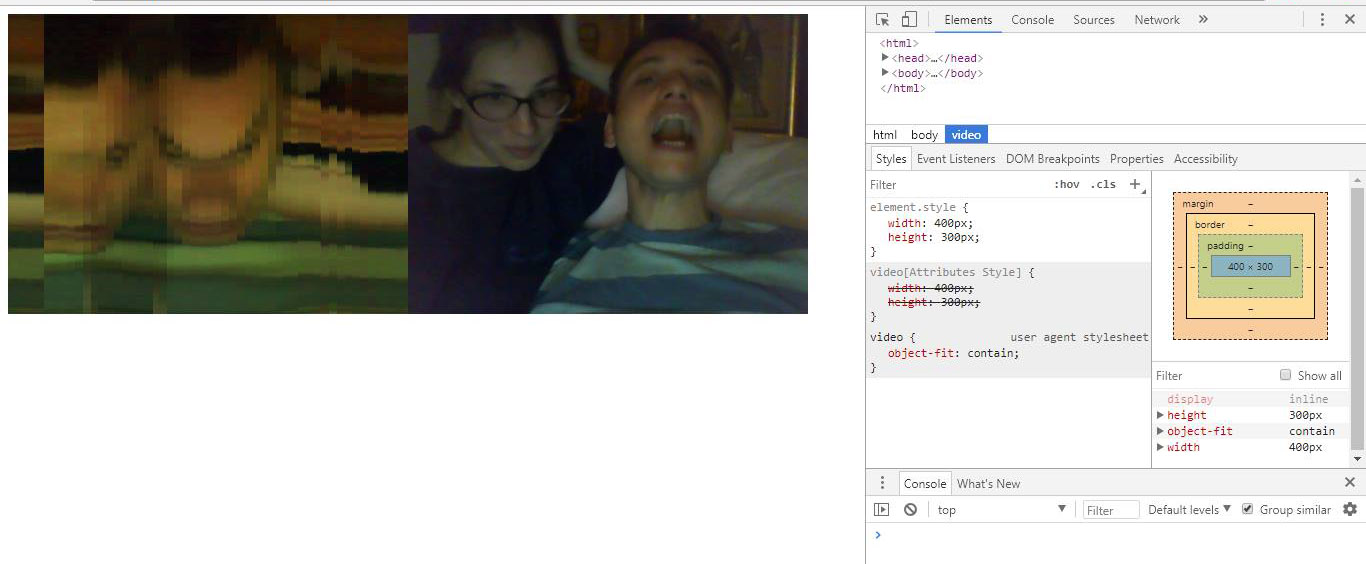 Elements Console Sources Network »
<html>
<head>…</head>
<body>…</body>
</html>
html body video
Styles Event Listeners DOM Breakpoints Properties Accessibility
Filter :hov .cls +
element.style {
width: 400px;
height: 300px;
}
video[Attributes Style] {
width: 400px;
height: 300px;
}
video { user agent stylesheet
object-fit: contain;
}
margin –
border –
padding –
– – – 400 × 300 – – –
–
–
–
Filter Show all
display inline
height 300px
object-fit contain
width 400px
Console What's New
top Filter Default levels Group similar
>